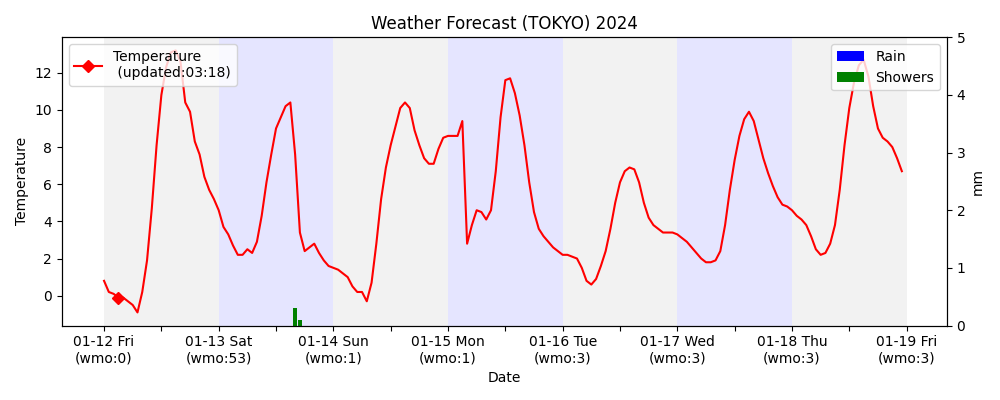 Weather Forecast (TOKYO) 2024
Temperature
(updated:03:18)
Rain
Showers
12
10
8
6
4
2
0
Temperature
5
4
3
2
1
0
mm
01-12 Fri
(wmo:0)
01-13 Sat
(wmo:53)
01-14 Sun
(wmo:1)
01-15 Mon
(wmo:1)
01-16 Tue
(wmo:3)
01-17 Wed
(wmo:3)
01-18 Thu
(wmo:3)
01-19 Fri
(wmo:3)
Date